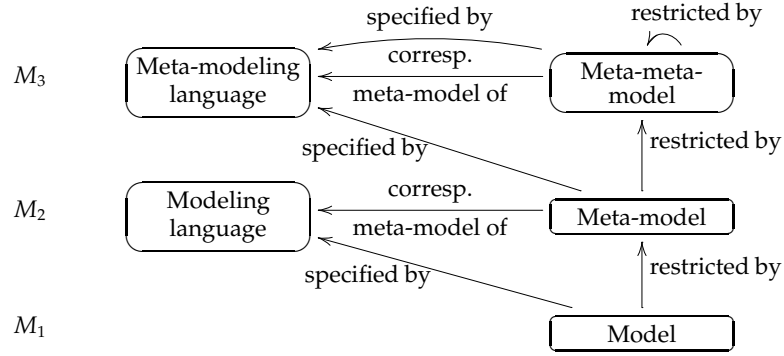 restricted by
specified by
M₃
Meta-modeling
language
corresp.
meta-model of
Meta-meta-
model
specified by
restricted by
M₂
Modeling
language
corresp.
meta-model of
Meta-model
specified by
restricted by
M₁
Model